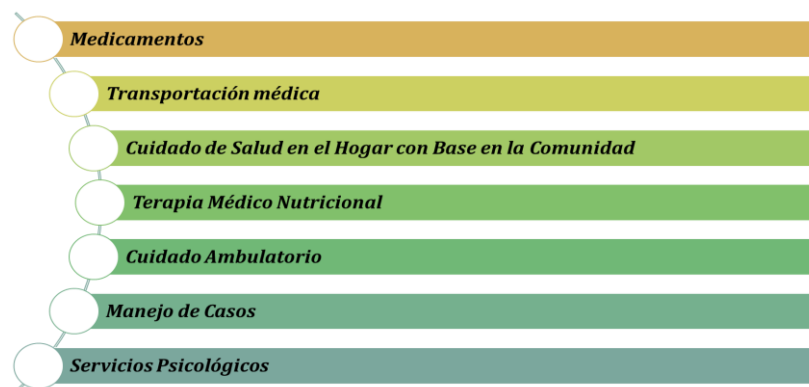 Medicamentos
Transportación médica
Cuidado de Salud en el Hogar con Base en la Comunidad
Terapia Médico Nutricional
Cuidado Ambulatorio
Manejo de Casos
Servicios Psicológicos